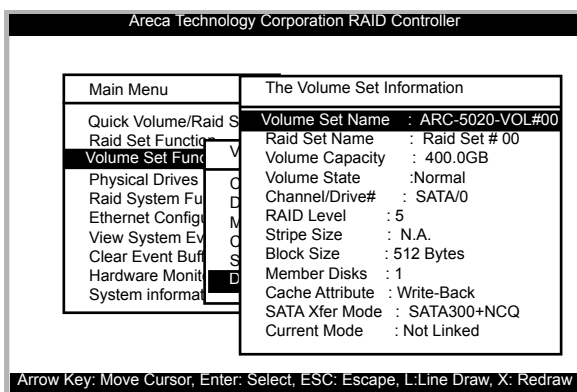 Areca Technology Corporation RAID Controller
Main Menu
Quick Volume/Raid S
Raid Set Functio
Volume Set Func
Physical Drives
Raid System Fu
Ethernet Configu
View System Ev
Clear Event Buff
Hardware Monit
System informat
V
C
D
M
C
S
D
The Volume Set Information
Volume Set Name : ARC-5020-VOL#00
Raid Set Name : Raid Set # 00
Volume Capacity : 400.0GB
Volume State :Normal
Channel/Drive# : SATA/0
RAID Level : 5
Stripe Size : N.A.
Block Size : 512 Bytes
Member Disks : 1
Cache Attribute : Write-Back
SATA Xfer Mode : SATA300+NCQ
Current Mode : Not Linked
Arrow Key: Move Cursor, Enter: Select, ESC: Escape, L:Line Draw, X: Redraw